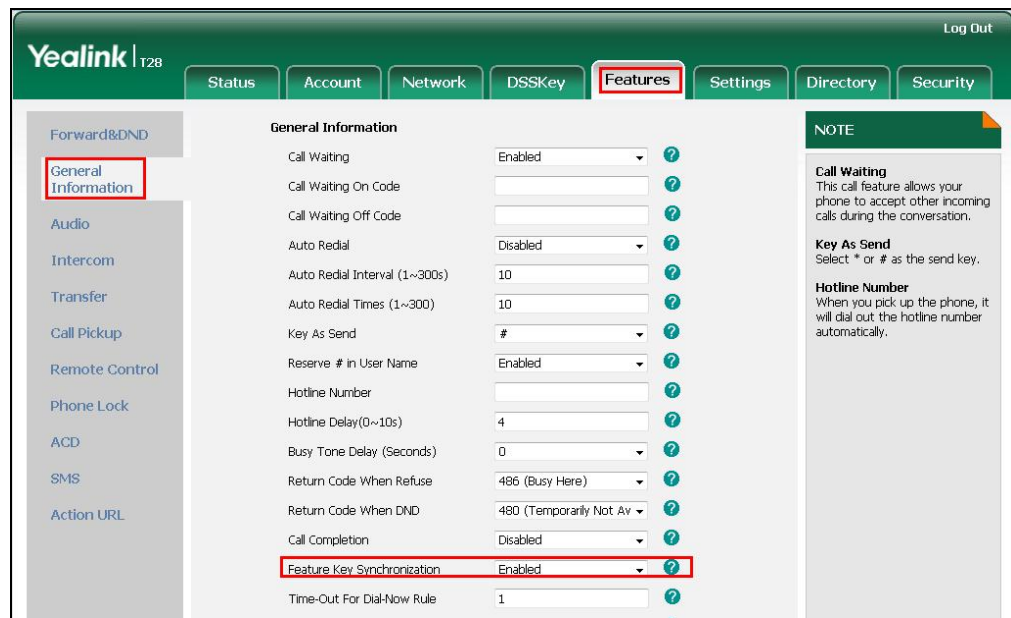 Log Out
Yealink T28
Status Account Network DSSKey Features Settings Directory Security
Forward&DND
General
Information
Audio
Intercom
Transfer
Call Pickup
Remote Control
Phone Lock
ACD
SMS
Action URL
General Information
Call Waiting Enabled ?
Call Waiting On Code ?
Call Waiting Off Code ?
Auto Redial Disabled ?
Auto Redial Interval (1~300s) 10 ?
Auto Redial Times (1~300) 10 ?
Key As Send # ?
Reserve # in User Name Enabled ?
Hotline Number ?
Hotline Delay(0~10s) 4 ?
Busy Tone Delay (Seconds) 0 ?
Return Code When Refuse 486 (Busy Here) ?
Return Code When DND 480 (Temporarily Not Av ?
Call Completion Disabled ?
Feature Key Synchronization Enabled ?
Time-Out For Dial-Now Rule 1 ?
NOTE
Call Waiting
This call feature allows your
phone to accept other incoming
calls during the conversation.
Key As Send
Select * or # as the send key.
Hotline Number
When you pick up the phone, it
will dial out the hotline number
automatically.